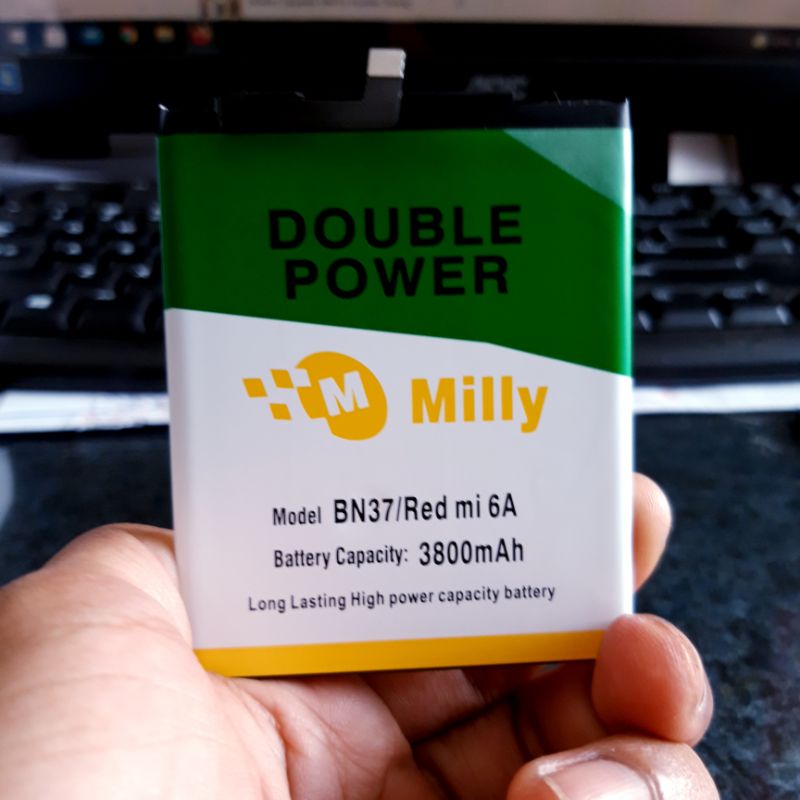 DOUBLE
POWER
M Milly
Model BN37/Red mi 6A
Battery Capacity: 3800mAh
Long Lasting High power capacity battery